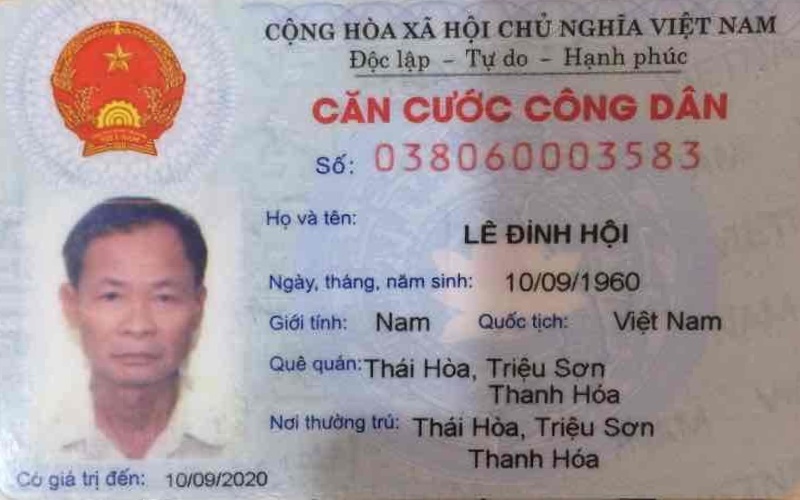 CỘNG HÒA XÃ HỘI CHỦ NGHĨA VIỆT NAM
Độc lập - Tự do - Hạnh phúc
CĂN CƯỚC CÔNG DÂN
Số: 038060003583
Họ và tên:
LÊ ĐÌNH HỘI
Ngày, tháng, năm sinh: 10/09/1960
Giới tính: Nam Quốc tịch: Việt Nam
Quê quán: Thái Hòa, Triệu Sơn
Thanh Hóa
Nơi thường trú: Thái Hòa, Triệu Sơn
Thanh Hóa
Có giá trị đến: 10/09/2020